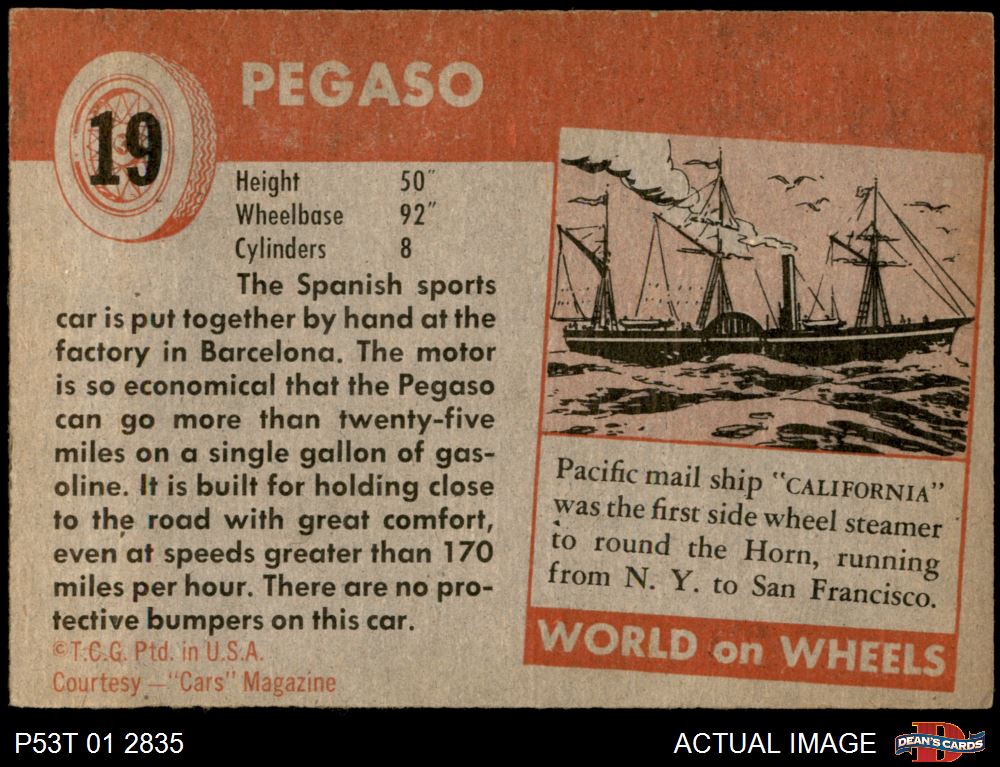 19
PEGASO
Height 50"
Wheelbase 92"
Cylinders 8
The Spanish sports
car is put together by hand at the
factory in Barcelona. The motor
is so economical that the Pegaso
can go more than twenty-five
miles on a single gallon of gas-
oline. It is built for holding close
to the road with great comfort,
even at speeds greater than 170
miles per hour. There are no pro-
tective bumpers on this car.
©T.C.G. Ptd. in U.S.A.
Courtesy—"Cars" Magazine
Pacific mail ship "CALIFORNIA"
was the first side wheel steamer
to round the Horn, running
from N. Y. to San Francisco.
WORLD on WHEELS
P53T 01 2835
ACTUAL IMAGE
D
DEAN'S CARDS